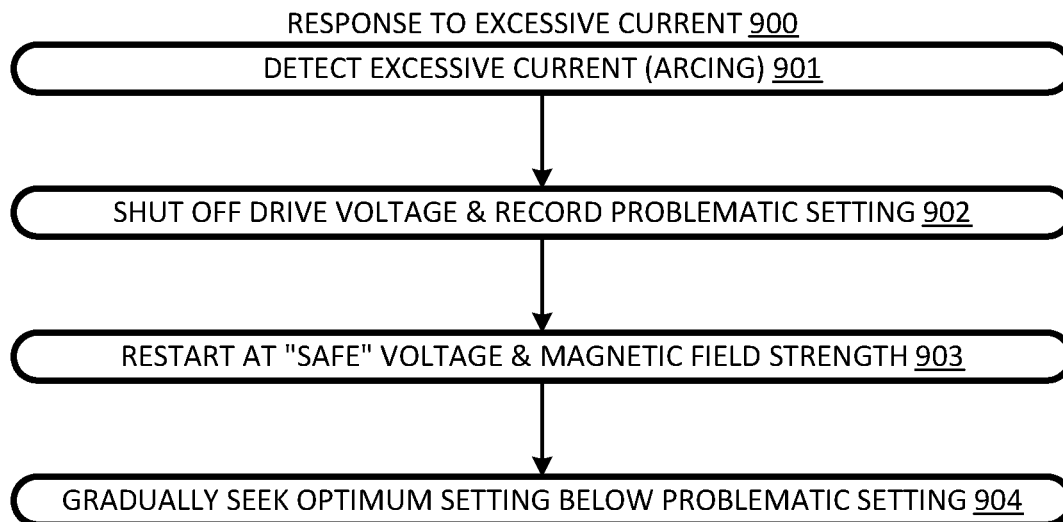 RESPONSE TO EXCESSIVE CURRENT 900
DETECT EXCESSIVE CURRENT (ARCING) 901
SHUT OFF DRIVE VOLTAGE & RECORD PROBLEMATIC SETTING 902
RESTART AT "SAFE" VOLTAGE & MAGNETIC FIELD STRENGTH 903
GRADUALLY SEEK OPTIMUM SETTING BELOW PROBLEMATIC SETTING 904